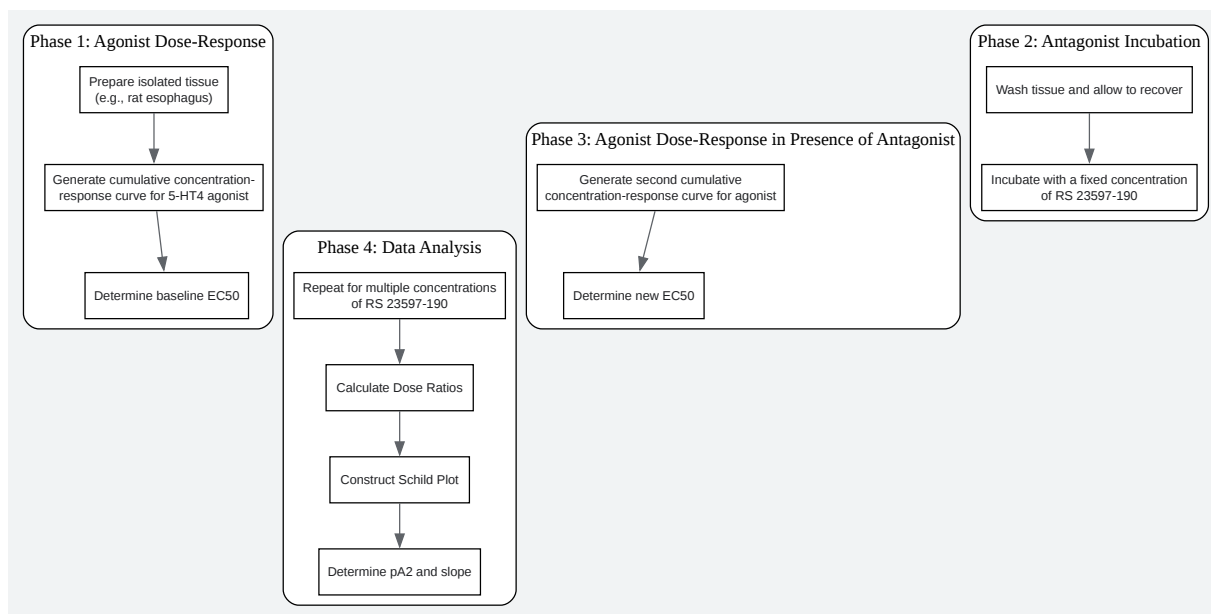 Phase 1: Agonist Dose-Response
Prepare isolated tissue
(e.g., rat esophagus)
Generate cumulative concentration-
response curve for 5-HT4 agonist
Determine baseline EC50
Phase 4: Data Analysis
Repeat for multiple concentrations
of RS 23597-190
Calculate Dose Ratios
Construct Schild Plot
Determine pA2 and slope
Phase 3: Agonist Dose-Response in Presence of Antagonist
Generate second cumulative
concentration-response curve for agonist
Determine new EC50
Phase 2: Antagonist Incubation
Wash tissue and allow to recover
Incubate with a fixed concentration
of RS 23597-190